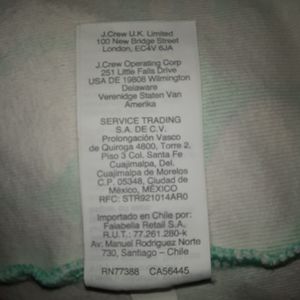 J.Crew U.K. Limited
100 New Bridge Street
London, EC4V 6JA
J.Crew Operating Corp
251 Little Falls Drive
USA DE 19808 Wilmington
Delaware
Verenidge Staten Van
Amerika
SERVICE TRADING
S.A. DE C.V.
Prolongación Vasco
de Quiroga 4800, Torre 2,
Piso 3 Col. Santa Fe
Cuajimalpa, Del.
Cuajimalpa de Morelos
C.P. 05348, Ciudad de
México, MÉXICO
RFC: STR921014AR0
Importado en Chile por:
Falabella Retail S.A.
R.U.T.: 77.261.280-k
Av: Manuel Rodriguez Norte
730, Santiago - Chile
RN77388 CA56445